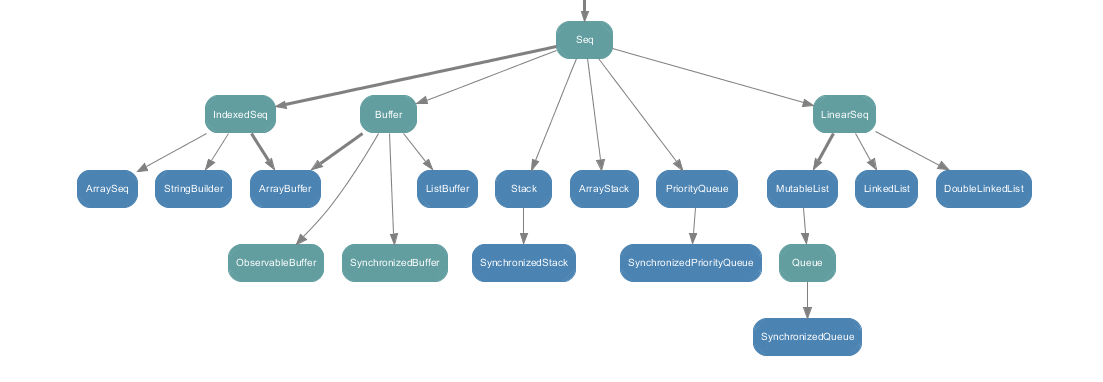 Seq
IndexedSeq
Buffer
LinearSeq
ArraySeq
StringBuilder
ArrayBuffer
ListBuffer
Stack
ArrayStack
PriorityQueue
MutableList
LinkedList
DoubleLinkedList
ObservableBuffer
SynchronizedBuffer
SynchronizedStack
SynchronizedPriorityQueue
Queue
SynchronizedQueue